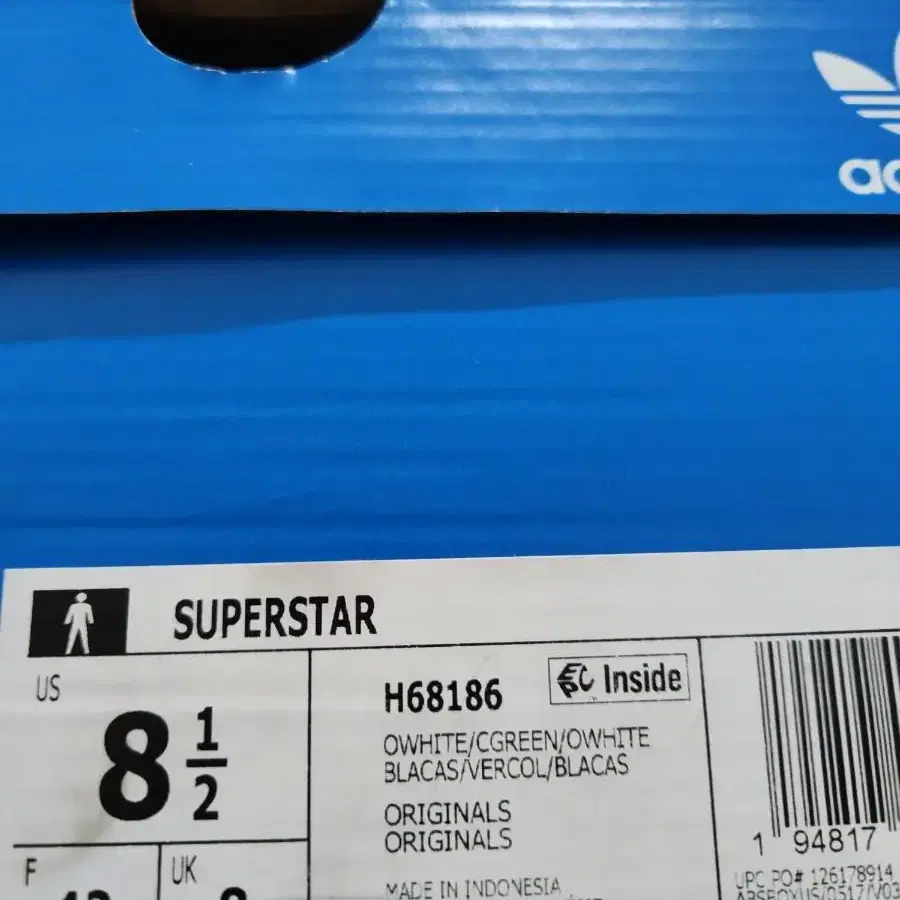 SUPERSTAR
US
8 1/2
H68186
EPC Inside
OWHITE/CGREEN/OWHITE
BLACAS/VERCOL/BLACAS
ORIGINALS
ORIGINALS
F
UK
MADE IN INDONESIA
1 94817
UPC PO# 126178914